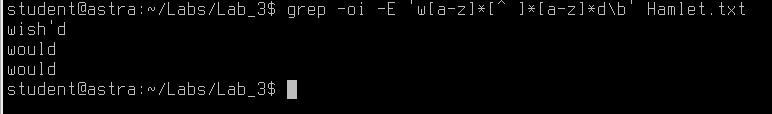 student@astra:~/Labs/Lab_3$ grep -oi -E 'w[a-z]*[^ ]*[a-z]*d\b' Hamlet.txt
wish'd
would
would
student@astra:~/Labs/Lab_3$